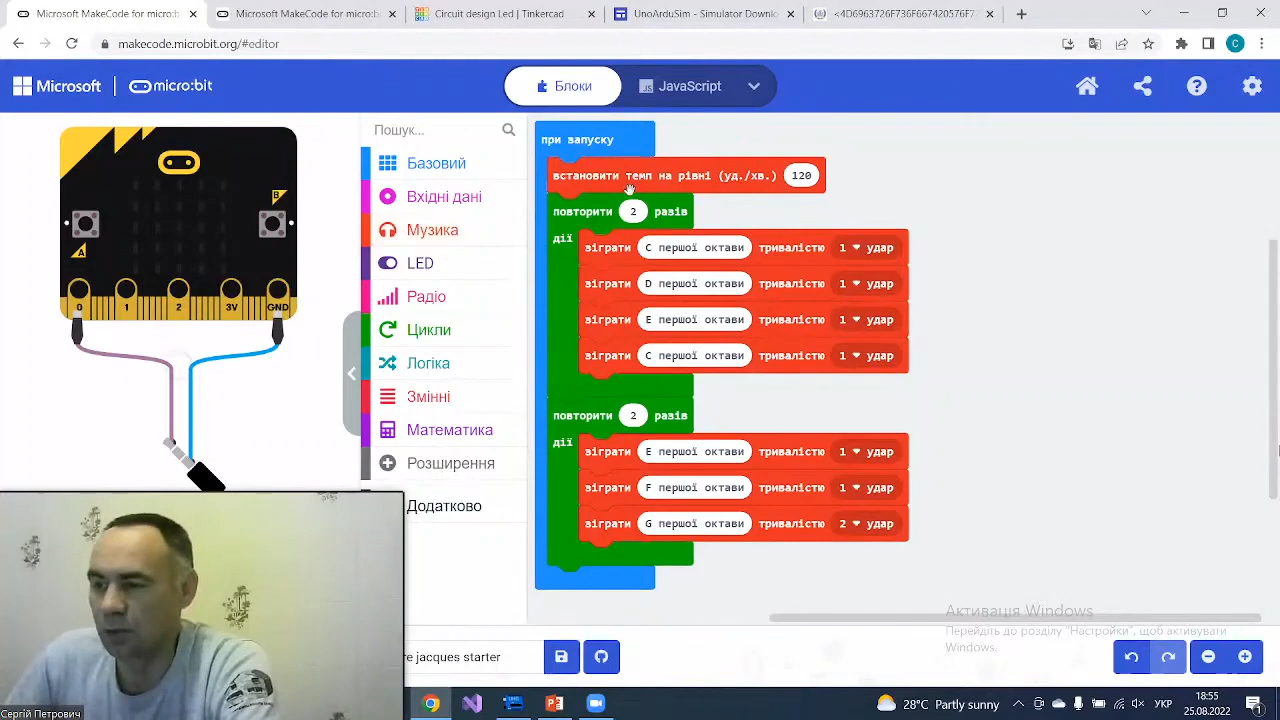 Microsoft MakeCode for micro:bit
Microsoft MakeCode for micro:bit
Circuit design Led | Tinkercad
UnoArduSim - Simulator Downlo
<4D6963726F736F667420576F7
makecode.microbit.org/#editor
C
Microsoft
micro:bit
Блоки
JS JavaScript
Пошук...
Базовий
Вхідні дані
Музика
LED
Радіо
Цикли
Логіка
Змінні
Математика
Розширення
Додатково
A
B
0 1 2 3V GND
при запуску
встановити темп на рівні (уд./хв.) 120
повторити 2 разів
дії
зіграти C першої октави тривалістю 1 удар
зіграти D першої октави тривалістю 1 удар
зіграти E першої октави тривалістю 1 удар
зіграти C першої октави тривалістю 1 удар
повторити 2 разів
дії
зіграти E першої октави тривалістю 1 удар
зіграти F першої октави тривалістю 1 удар
зіграти G першої октави тривалістю 2 удар
Активація Windows
Перейдіть до розділу "Настройки", щоб активувати
Windows.
re jacques starter
Сергій Петрович
28°C Partly sunny
УКР
18:55
25.08.2022